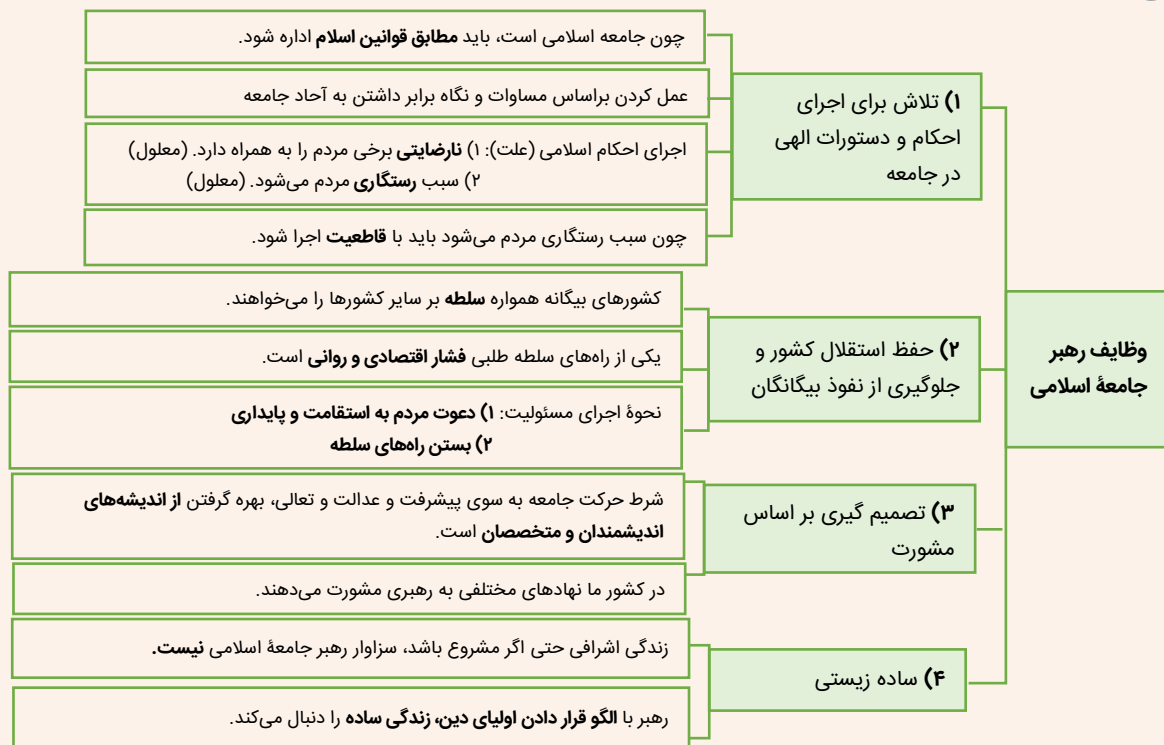 وظایف رهبر
جامعهٔ اسلامی
۱) تلاش برای اجرای
احکام و دستورات الهی
در جامعه
چون جامعه اسلامی است، باید مطابق قوانین اسلام اداره شود.
عمل کردن براساس مساوات و نگاه برابر داشتن به آحاد جامعه
اجرای احکام اسلامی (علت): ۱) نارضایتی برخی مردم را به همراه دارد. (معلول)
۲) سبب رستگاری مردم می‌شود. (معلول)
چون سبب رستگاری مردم می‌شود باید با قاطعیت اجرا شود.
۲) حفظ استقلال کشور و
جلوگیری از نفوذ بیگانگان
کشورهای بیگانه همواره سلطه بر سایر کشورها را می‌خواهند.
یکی از راه‌های سلطه طلبی فشار اقتصادی و روانی است.
نحوهٔ اجرای مسئولیت: ۱) دعوت مردم به استقامت و پایداری
۲) بستن راه‌های سلطه
۳) تصمیم گیری بر اساس
مشورت
شرط حرکت جامعه به سوی پیشرفت و عدالت و تعالی، بهره گرفتن از اندیشه‌های
اندیشمندان و متخصصان است.
در کشور ما نهادهای مختلفی به رهبری مشورت می‌دهند.
۴) ساده زیستی
زندگی اشرافی حتی اگر مشروع باشد، سزاوار رهبر جامعهٔ اسلامی نیست.
رهبر با الگو قرار دادن اولیای دین، زندگی ساده را دنبال می‌کند.